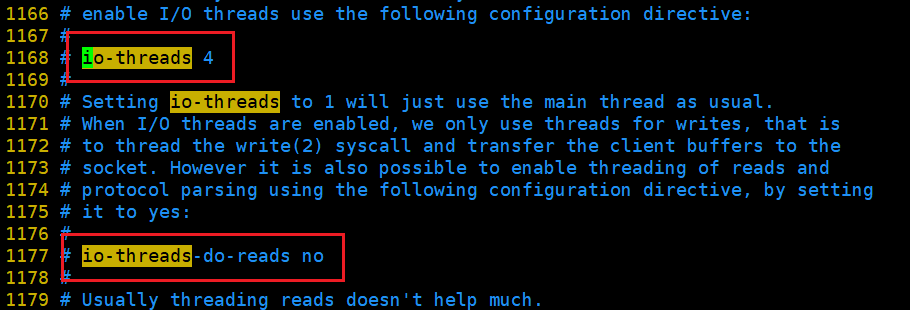 1166 # enable I/O threads use the following configuration directive:
1167 #
1168 # io-threads 4
1169 #
1170 # Setting io-threads to 1 will just use the main thread as usual.
1171 # When I/O threads are enabled, we only use threads for writes, that is
1172 # to thread the write(2) syscall and transfer the client buffers to the
1173 # socket. However it is also possible to enable threading of reads and
1174 # protocol parsing using the following configuration directive, by setting
1175 # it to yes:
1176 #
1177 # io-threads-do-reads no
1178 #
1179 # Usually threading reads doesn't help much.